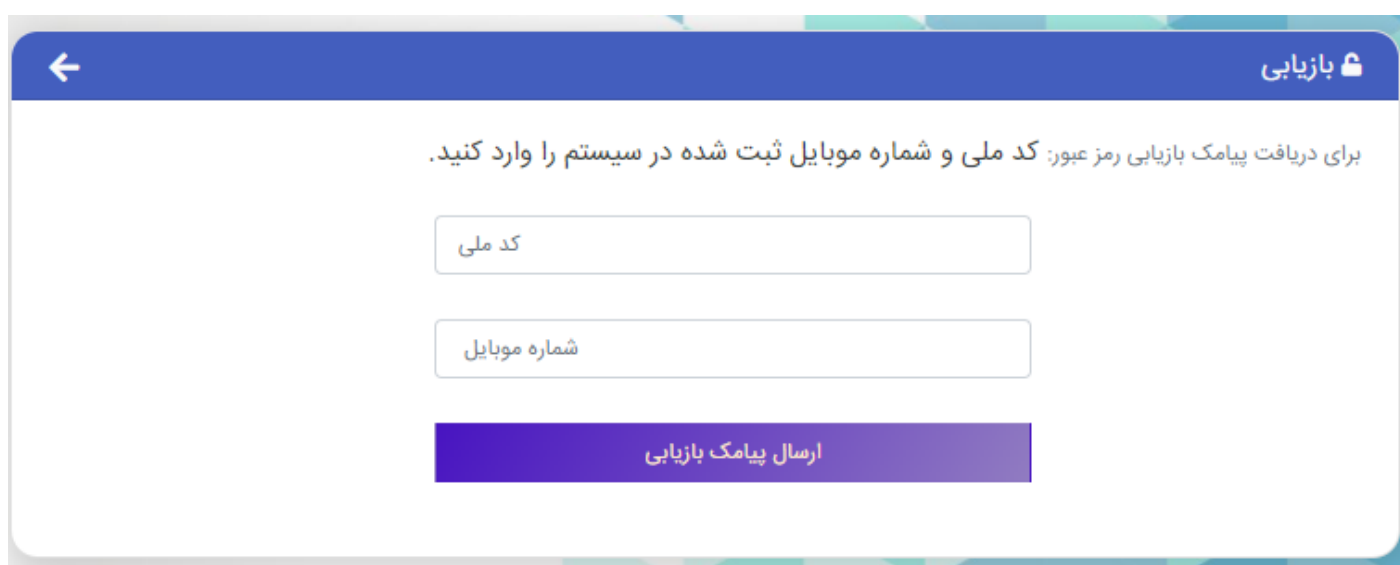 بازیابی
برای دریافت پیامک بازیابی رمز عبور: کد ملی و شماره موبایل ثبت شده در سیستم را وارد کنید.
کد ملی
شماره موبایل
ارسال پیامک بازیابی